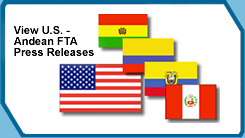 View U.S. -
Andean FTA
Press Releases